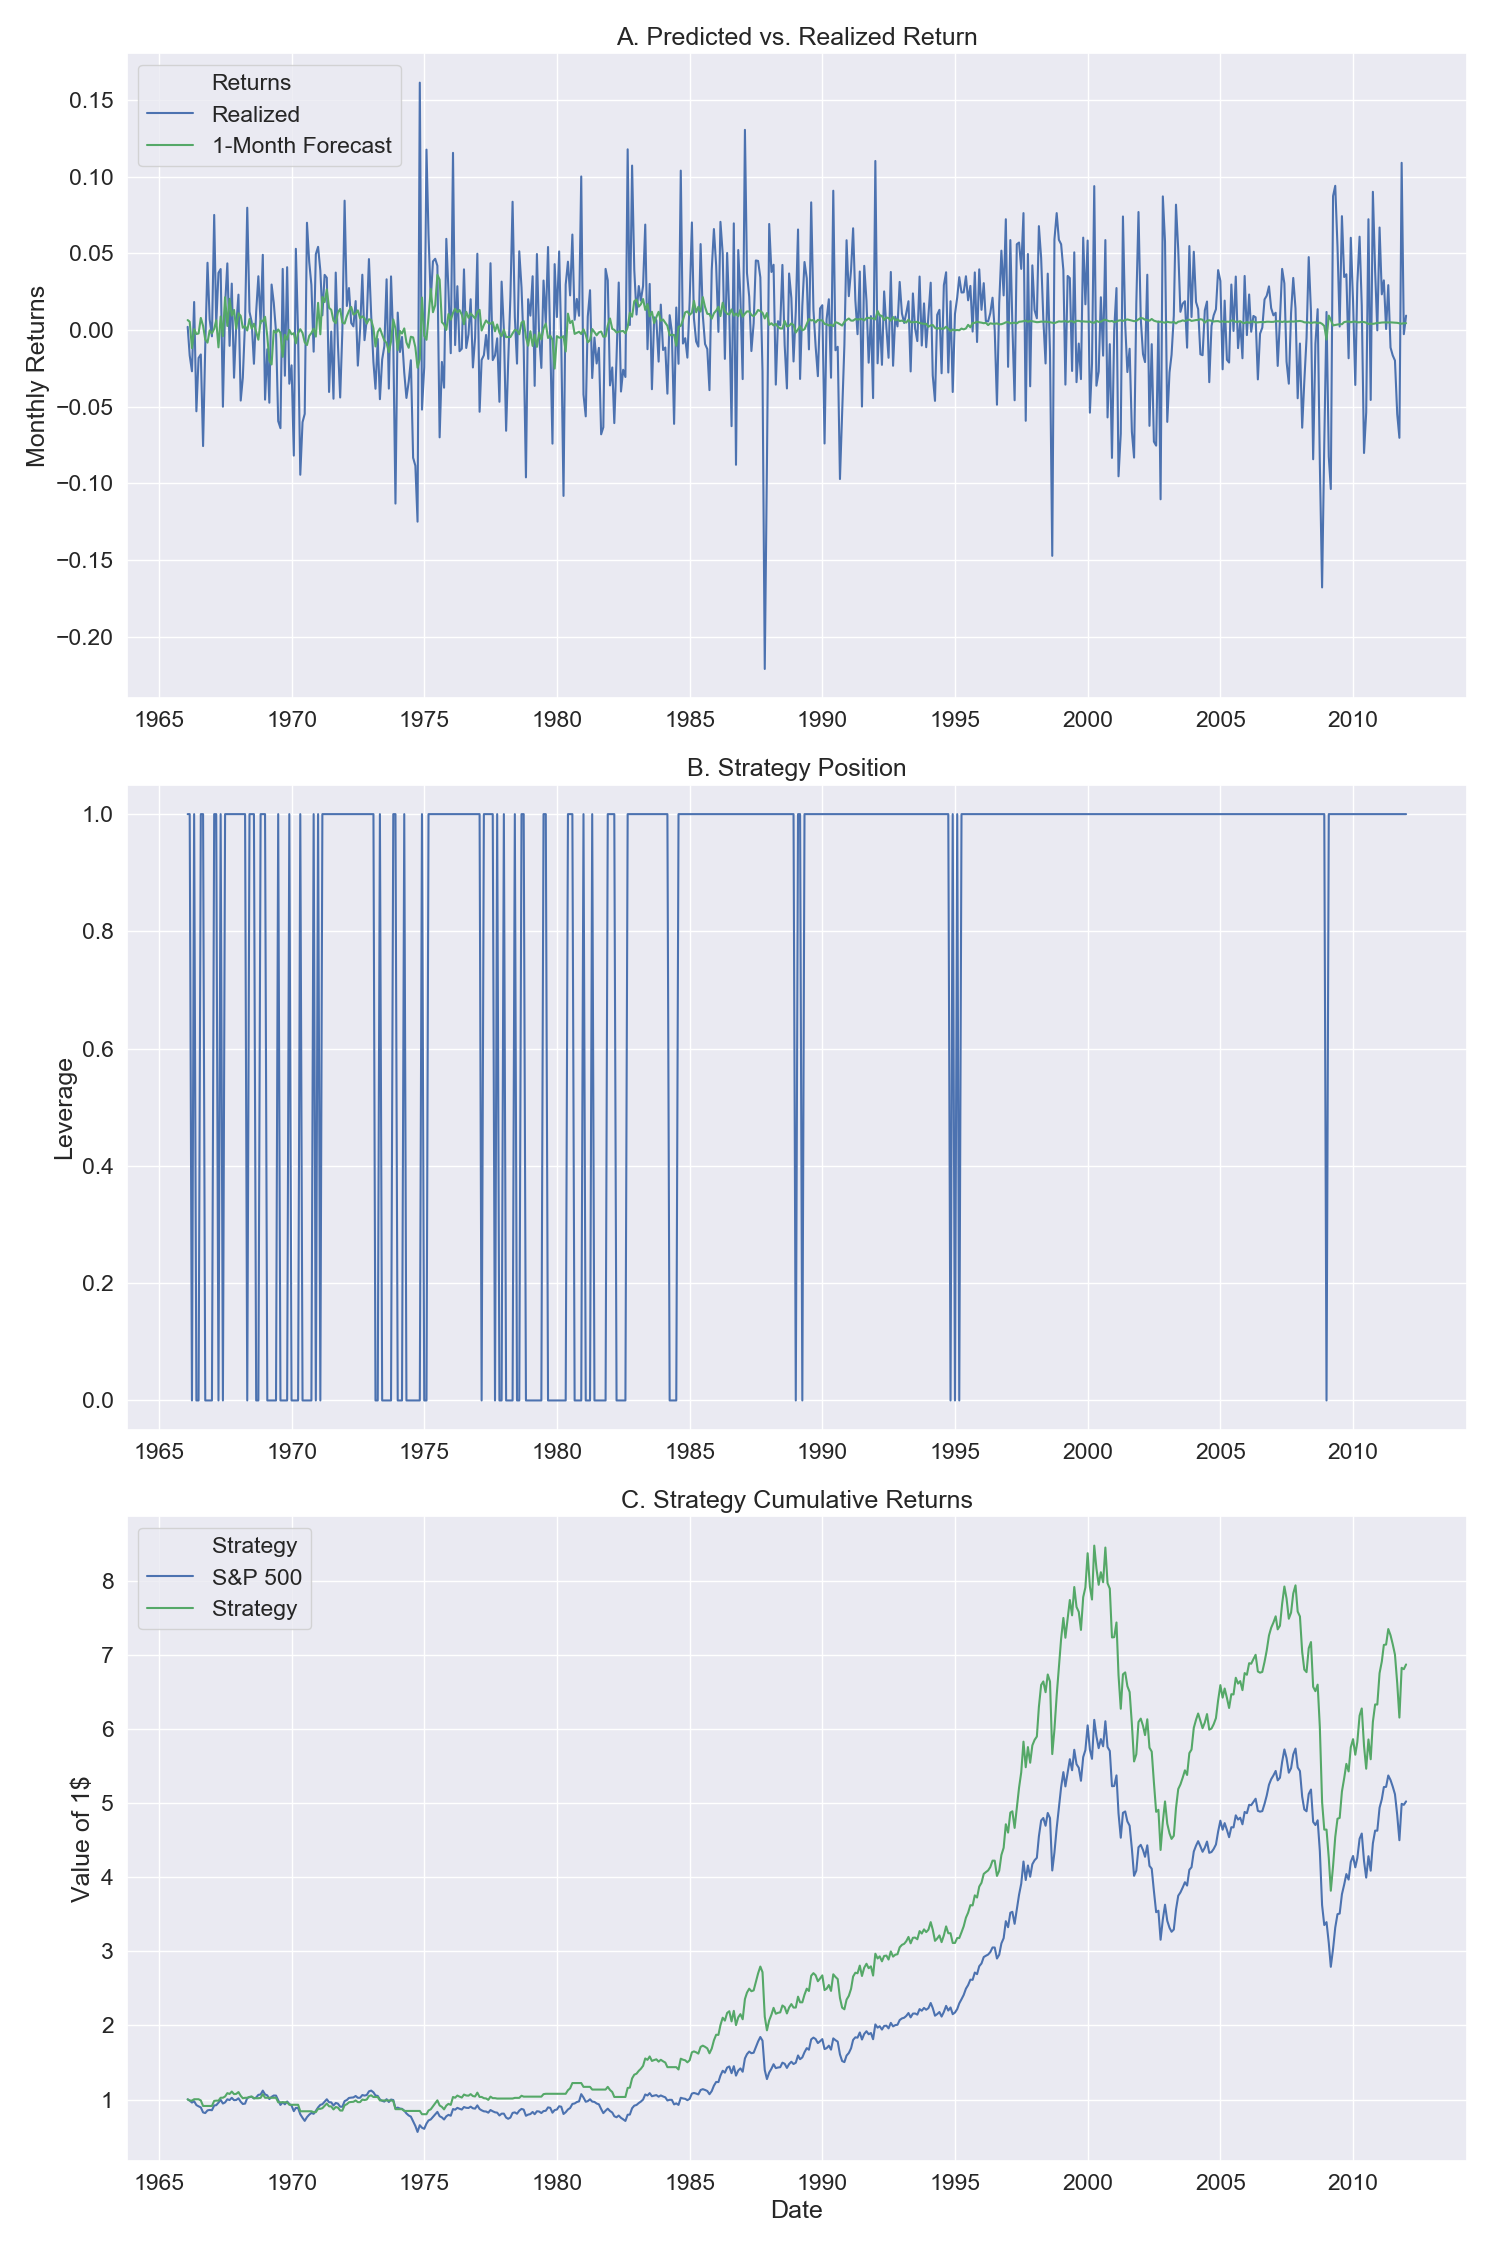 A. Predicted vs. Realized Return
Returns
Realized
1-Month Forecast
Monthly Returns
0.15
0.10
0.05
0.00
−0.05
−0.10
−0.15
−0.20
1965 1970 1975 1980 1985 1990 1995 2000 2005 2010
B. Strategy Position
Leverage
1.0
0.8
0.6
0.4
0.2
0.0
1965 1970 1975 1980 1985 1990 1995 2000 2005 2010
C. Strategy Cumulative Returns
Strategy
S&P 500
Strategy
Value of 1$
8
7
6
5
4
3
2
1
1965 1970 1975 1980 1985 1990 1995 2000 2005 2010
Date